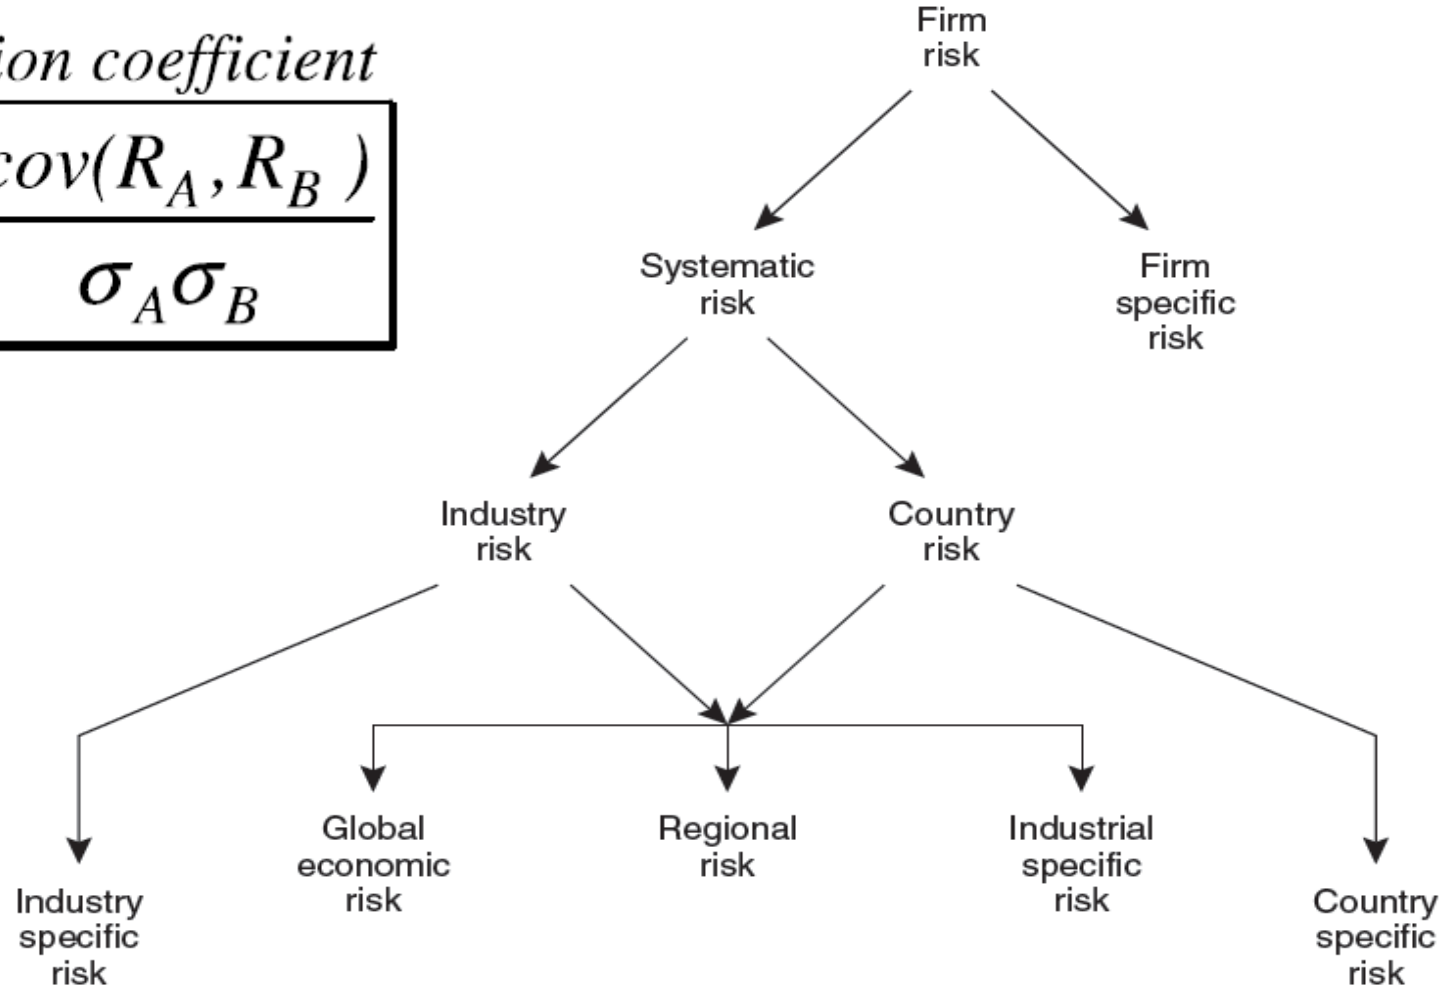 ion coefficient
cov(R_A, R_B )
σ_A σ_B
Firm
risk
Systematic
risk
Firm
specific
risk
Industry
risk
Country
risk
Industry
specific
risk
Global
economic
risk
Regional
risk
Industrial
specific
risk
Country
specific
risk